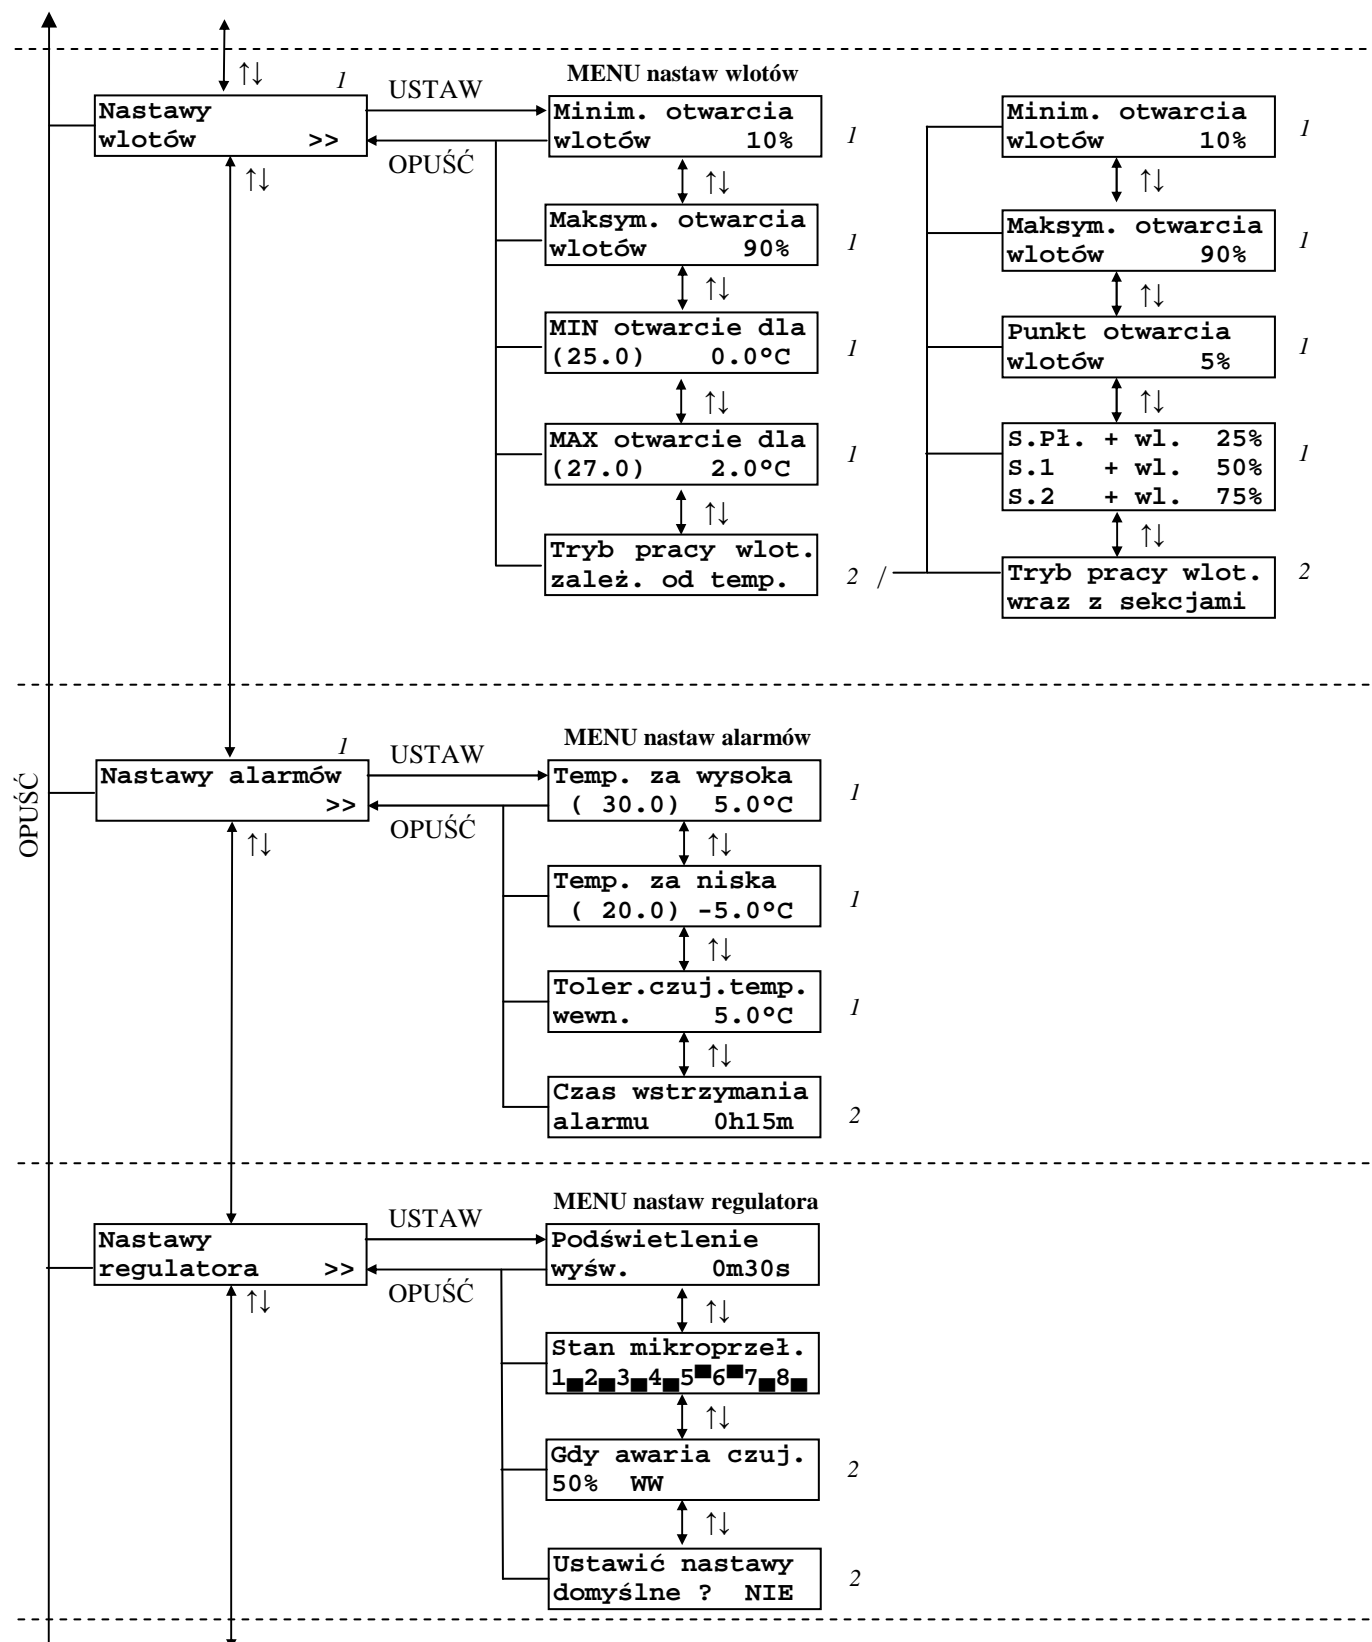 ↑↓ 1
USTAW
MENU nastaw wlotów
Nastawy
wlotów >>
OPUŚĆ
↑↓
Minim. otwarcia
wlotów 10%
1
↑↓
Maksym. otwarcia
wlotów 90%
1
↑↓
MIN otwarcie dla
(25.0) 0.0°C
1
↑↓
MAX otwarcie dla
(27.0) 2.0°C
1
↑↓
Tryb pracy wlot.
zależ. od temp.
2 /
Minim. otwarcia
wlotów 10%
1
↑↓
Maksym. otwarcia
wlotów 90%
1
↑↓
Punkt otwarcia
wlotów 5%
1
↑↓
S.Pł. + wl. 25%
S.1 + wl. 50%
S.2 + wl. 75%
1
↑↓
Tryb pracy wlot.
wraz z sekcjami
2
OPUŚĆ
1
USTAW
MENU nastaw alarmów
Nastawy alarmów
>>
OPUŚĆ
↑↓
Temp. za wysoka
( 30.0) 5.0°C
1
↑↓
Temp. za niska
( 20.0) -5.0°C
1
↑↓
Toler.czuj.temp.
wewn. 5.0°C
1
↑↓
Czas wstrzymania
alarmu 0h15m
2
USTAW
MENU nastaw regulatora
Nastawy
regulatora >>
OPUŚĆ
↑↓
Podświetlenie
wyśw. 0m30s
↑↓
Stan mikroprzeł.
1▄2▄3▄4▄5▀6▀7▄8▄
↑↓
Gdy awaria czuj.
50% WW
2
↑↓
Ustawić nastawy
domyślne ? NIE
2